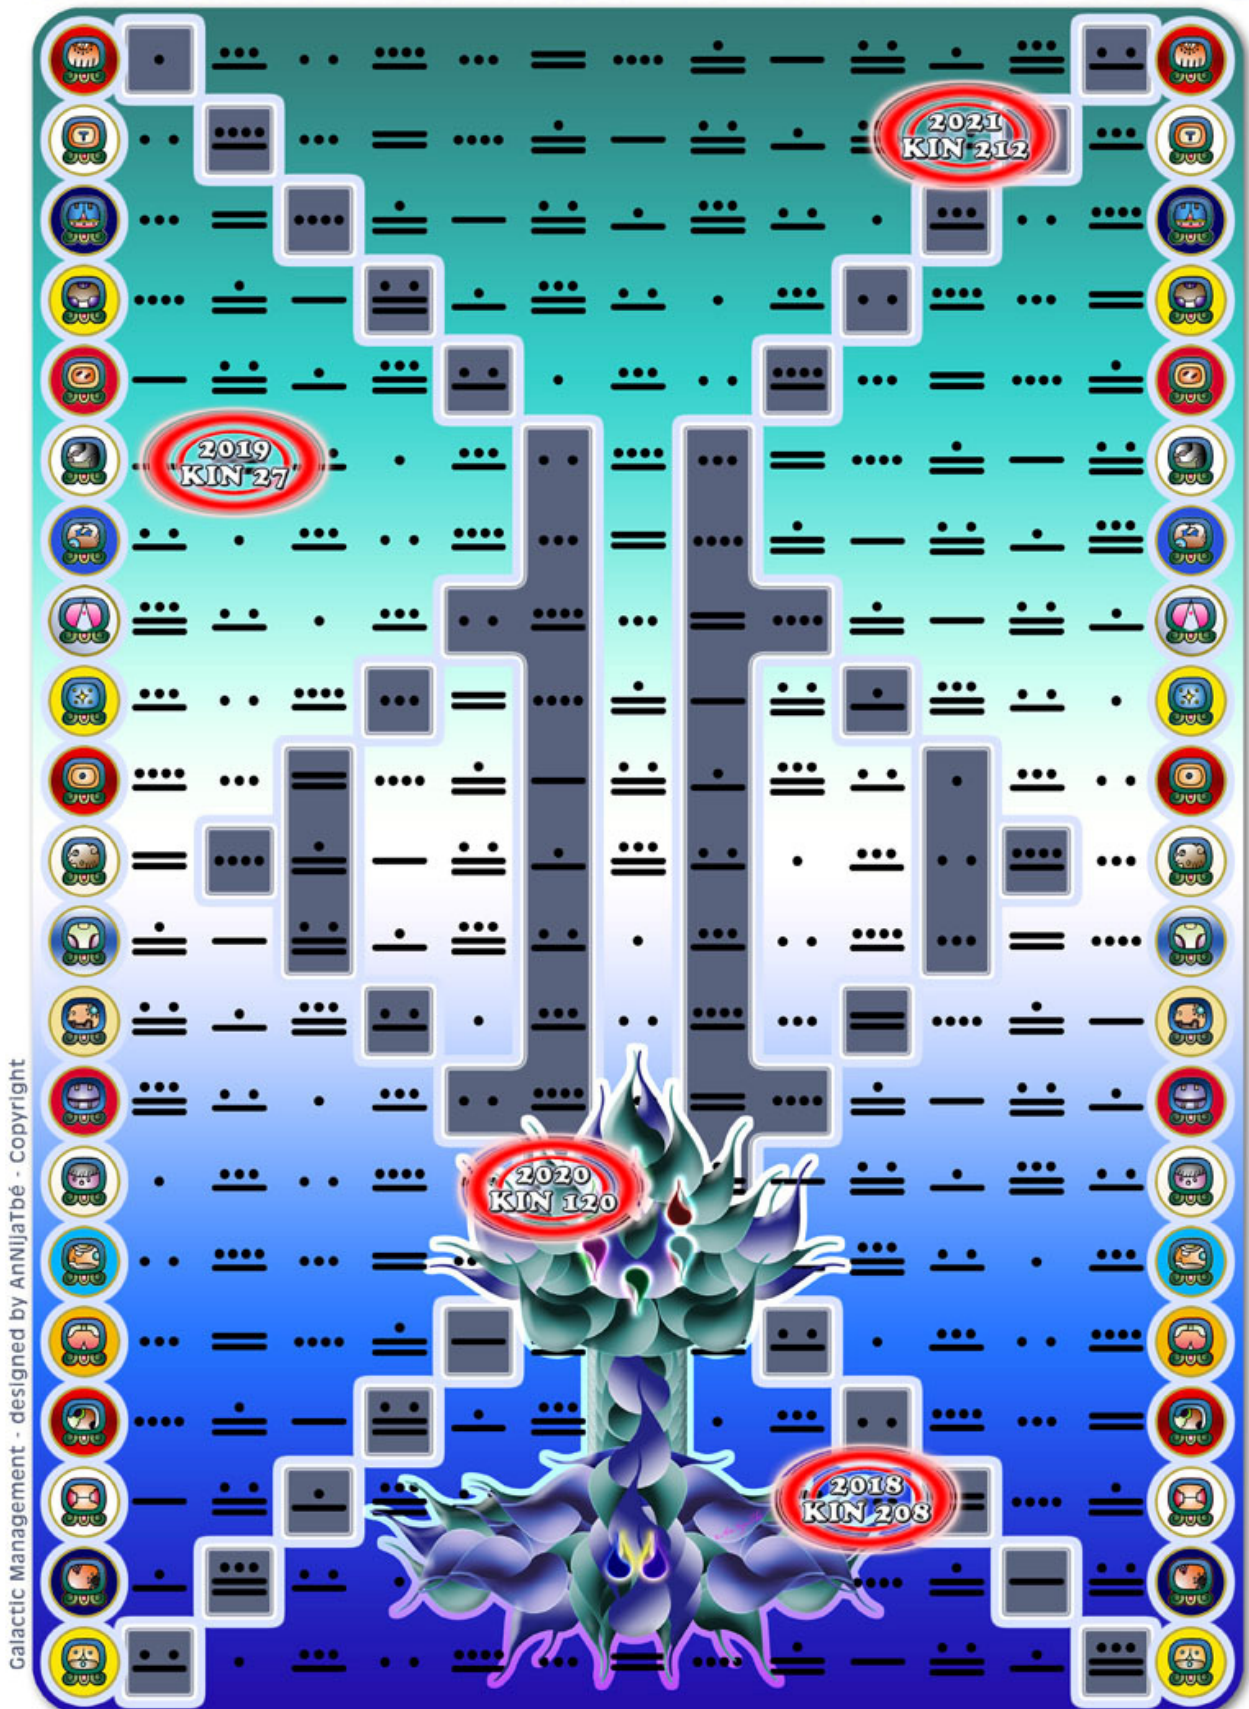 2021
KIN 212
2019
KIN 27
2020
KIN 120
2018
KIN 208
Galactic Management - designed by AnNIJaTbé - Copyright